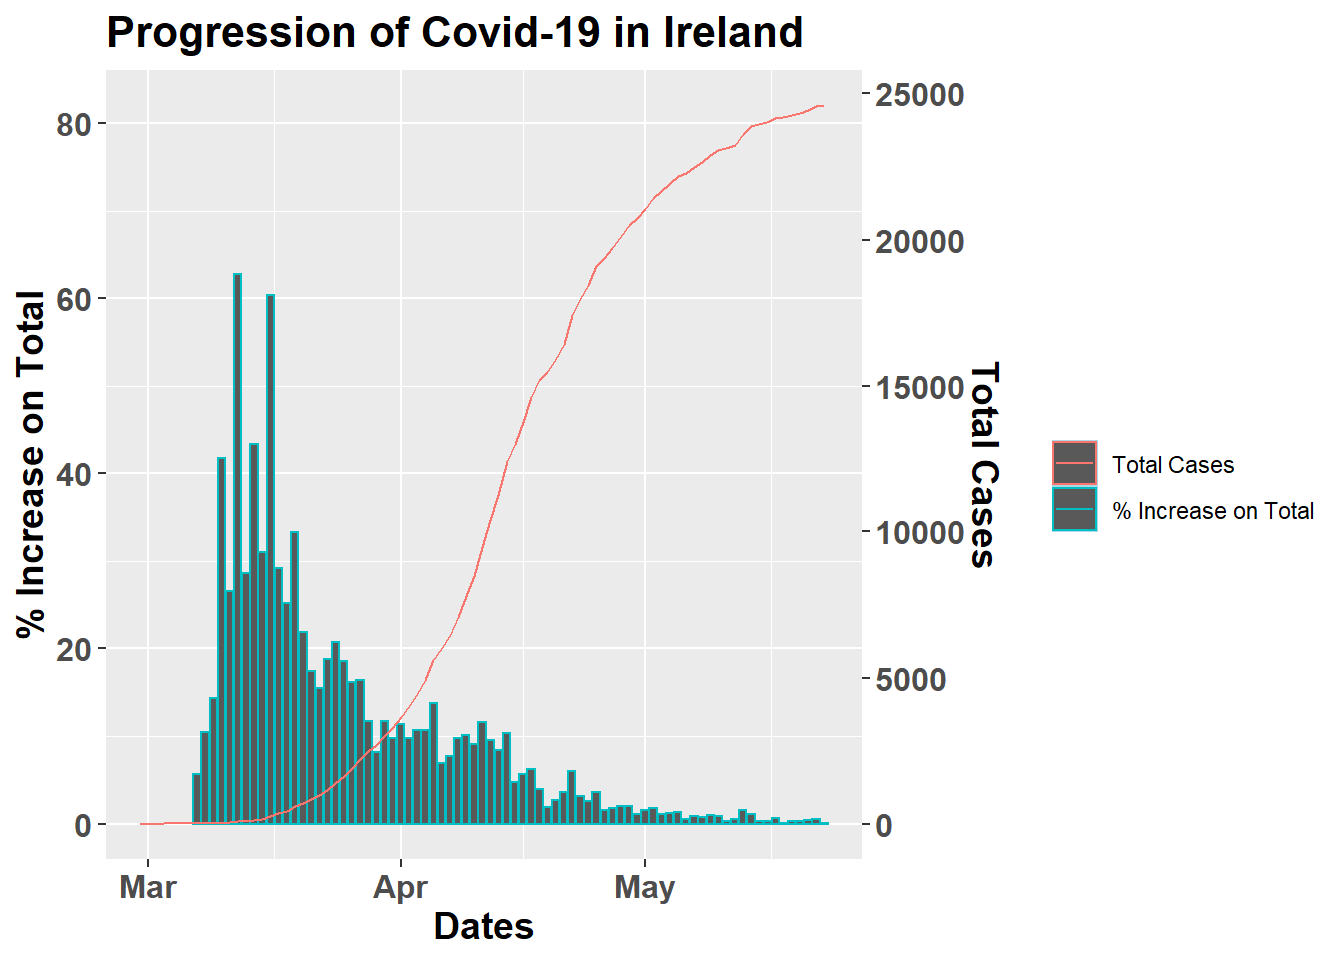 Progression of Covid-19 in Ireland
% Increase on Total
80
60
40
20
0
25000
20000
15000
10000
5000
0
Total Cases
Mar
Apr
May
Dates
Total Cases
% Increase on Total